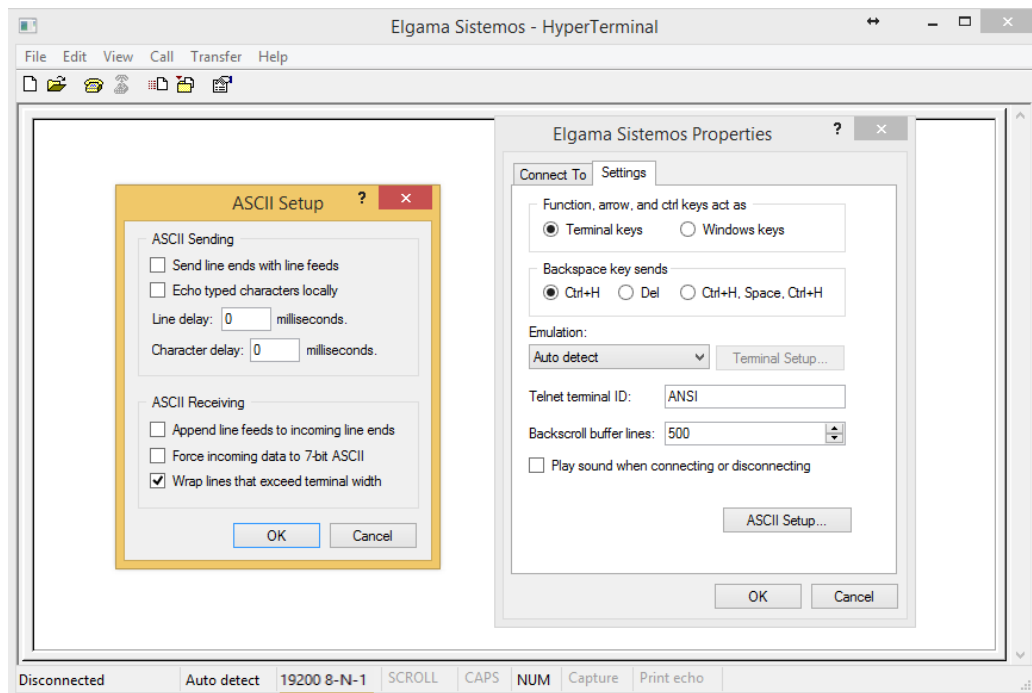 Elgama Sistemos - HyperTerminal
File Edit View Call Transfer Help
ASCII Setup ?
ASCII Sending
Send line ends with line feeds
Echo typed characters locally
Line delay: 0 milliseconds.
Character delay: 0 milliseconds.
ASCII Receiving
Append line feeds to incoming line ends
Force incoming data to 7-bit ASCII
Wrap lines that exceed terminal width
OK Cancel
Elgama Sistemos Properties ?
Connect To Settings
Function, arrow, and ctrl keys act as
Terminal keys Windows keys
Backspace key sends
Ctrl+H Del Ctrl+H, Space, Ctrl+H
Emulation:
Auto detect Terminal Setup...
Telnet terminal ID: ANSI
Backscroll buffer lines: 500
Play sound when connecting or disconnecting
ASCII Setup...
OK Cancel
Disconnected Auto detect 19200 8-N-1 SCROLL CAPS NUM Capture Print echo